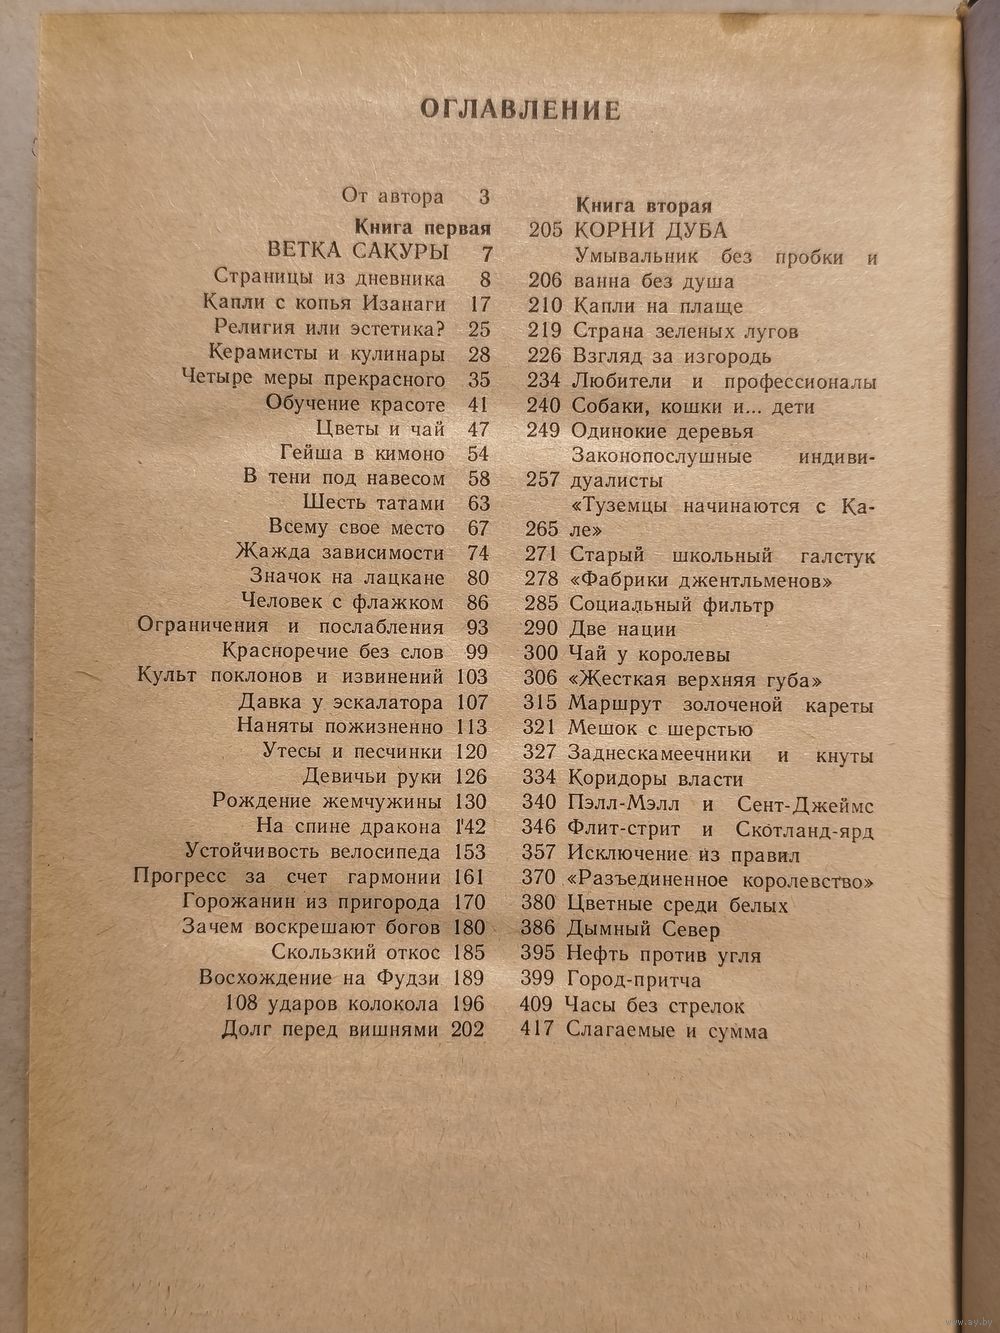 ОГЛАВЛЕНИЕ
От автора 3
Книга первая
ВЕТКА САКУРЫ 7
Страницы из дневника 8
Капли с копья Изанаги 17
Религия или эстетика? 25
Керамисты и кулинары 28
Четыре меры прекрасного 35
Обучение красоте 41
Цветы и чай 47
Гейша в кимоно 54
В тени под навесом 58
Шесть татами 63
Всему свое место 67
Жажда зависимости 74
Значок на лацкане 80
Человек с флажком 86
Ограничения и послабления 93
Красноречие без слов 99
Культ поклонов и извинений 103
Давка у эскалатора 107
Наняты пожизненно 113
Утесы и песчинки 120
Девичьи руки 126
Рождение жемчужины 130
На спине дракона 142
Устойчивость велосипеда 153
Прогресс за счет гармонии 161
Горожанин из пригорода 170
Зачем воскрешают богов 180
Скользкий откос 185
Восхождение на Фудзи 189
108 ударов колокола 196
Долг перед вишнями 202
Книга вторая
205 КОРНИ ДУБА
Умывальник без пробки и
206 ванна без душа
210 Капли на плаще
219 Страна зеленых лугов
226 Взгляд за изгородь
234 Любители и профессионалы
240 Собаки, кошки и... дети
249 Одинокие деревья
Законопослушные индиви-
257 дуалисты
«Туземцы начинаются с Ка-
265 ле»
271 Старый школьный галстук
278 «Фабрики джентльменов»
285 Социальный фильтр
290 Две нации
300 Чай у королевы
306 «Жесткая верхняя губа»
315 Маршрут золоченой кареты
321 Мешок с шерстью
327 Заднескамеечники и кнуты
334 Коридоры власти
340 Пэлл-Мэлл и Сент-Джеймс
346 Флит-стрит и Скотланд-ярд
357 Исключение из правил
370 «Разъединенное королевство»
380 Цветные среди белых
386 Дымный Север
395 Нефть против угля
399 Город-притча
409 Часы без стрелок
417 Слагаемые и сумма
www.ay.by